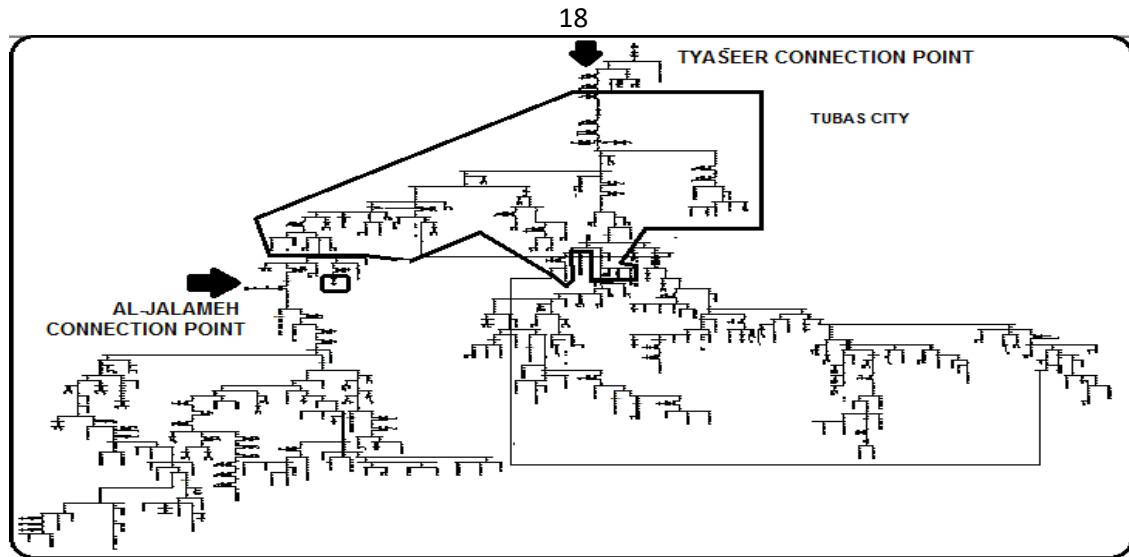 18
TYASEER CONNECTION POINT
TUBAS CITY
AL-JALAMEH
CONNECTION POINT